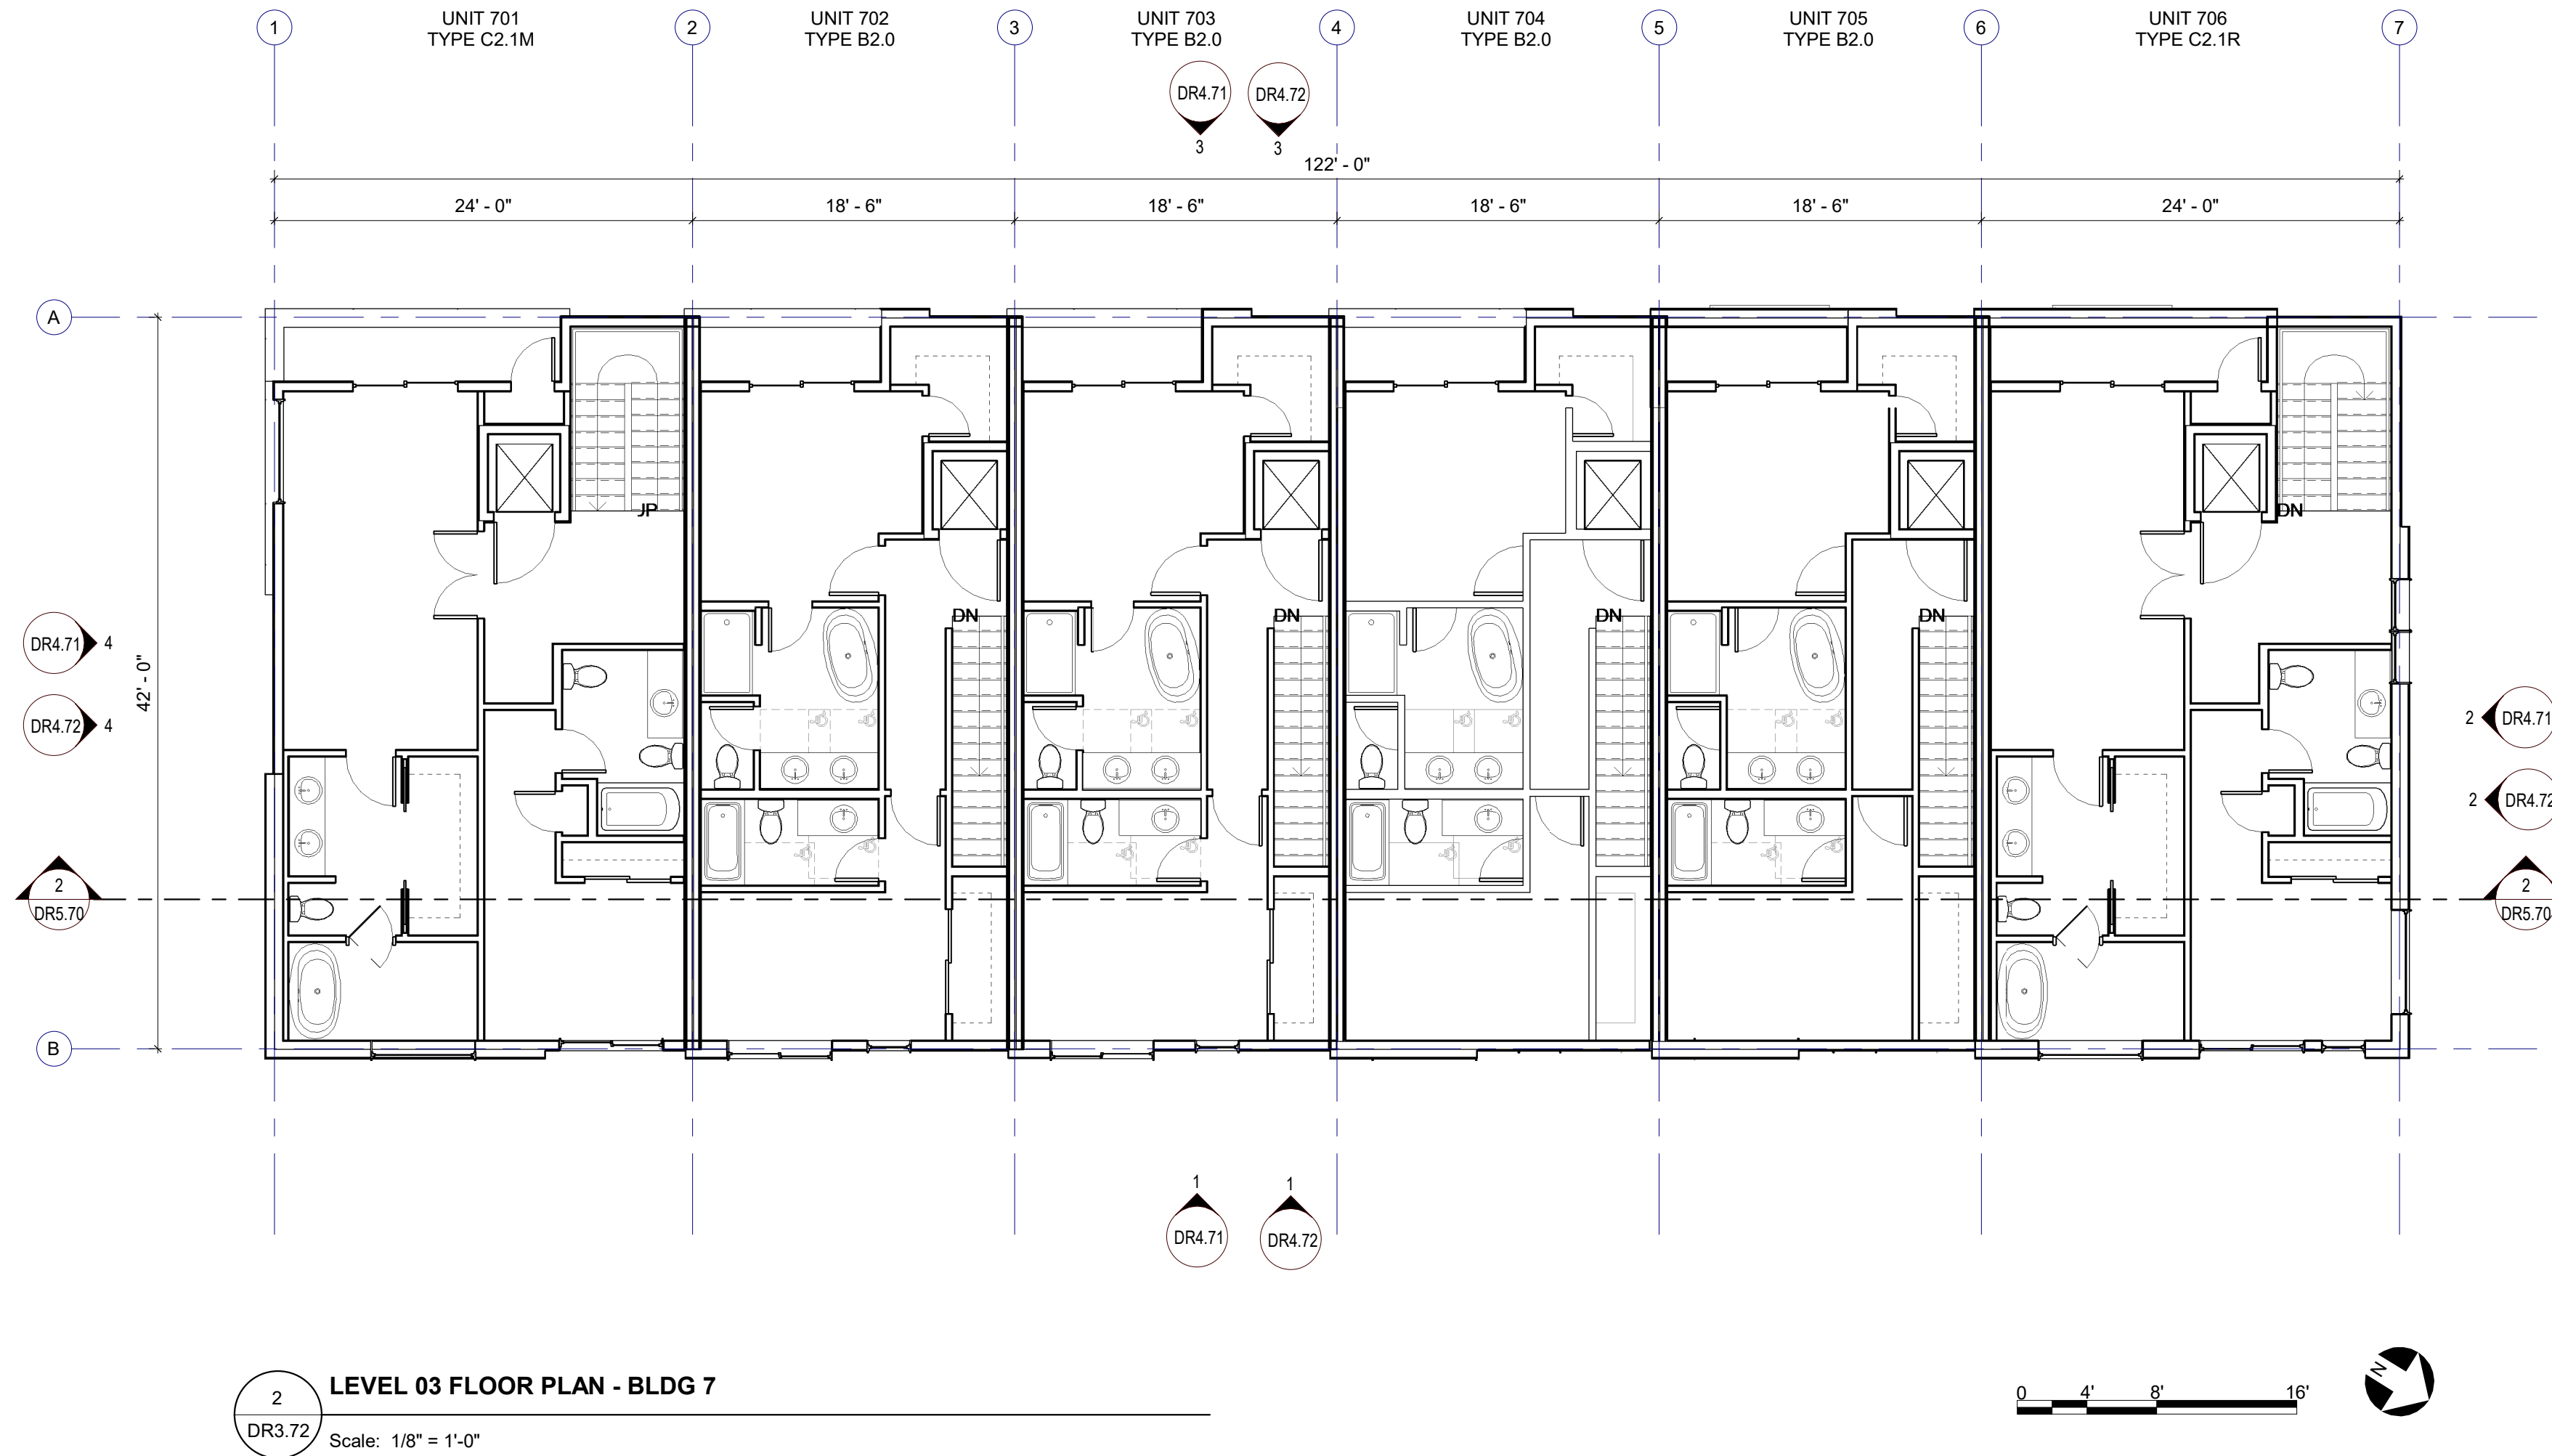 1
UNIT 701
TYPE C2.1M
2
UNIT 702
TYPE B2.0
3
UNIT 703
TYPE B2.0
4
UNIT 704
TYPE B2.0
5
UNIT 705
TYPE B2.0
6
UNIT 706
TYPE C2.1R
7
DR4.71
3
DR4.72
3
122' - 0"
24' - 0"
18' - 6"
18' - 6"
18' - 6"
18' - 6"
24' - 0"
A
JP
DN
DN
DN
DN
DN
DR4.71
4
DR4.72
4
42' - 0"
2
DR4.71
2
DR4.72
2
DR5.70
2
DR5.70
B
1
DR4.71
1
DR4.72
2
DR3.72
LEVEL 03 FLOOR PLAN - BLDG 7
Scale: 1/8" = 1'-0"
0
4'
8'
16'
N